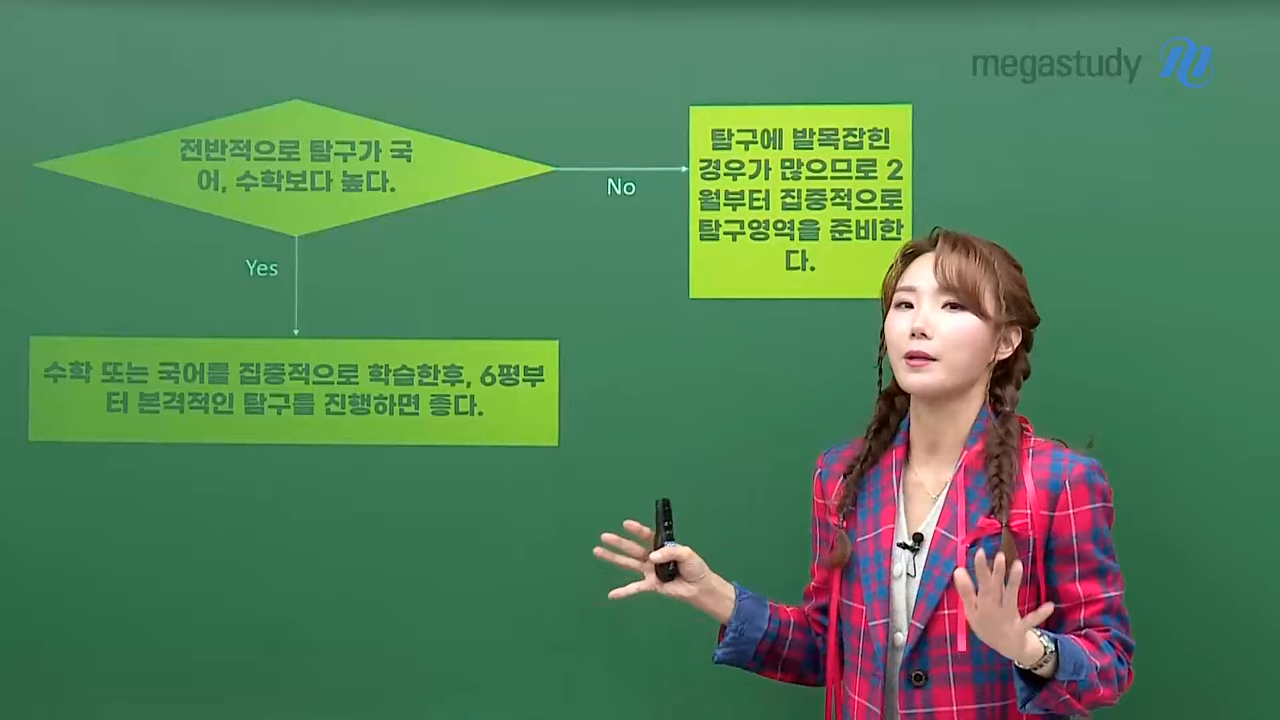 megastudy
전반적으로 탐구가 국
어, 수학보다 높다.
No
탐구에 발목잡힌
경우가 많으므로 2
월부터 집중적으로
탐구영역을 준비한
다.
Yes
수학 또는 국어를 집중적으로 학습한후, 6평부
터 본격적인 탐구를 진행하면 좋다.